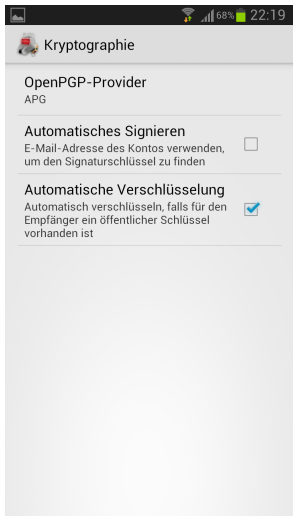 68% 22:19
Kryptographie
OpenPGP-Provider
APG
Automatisches Signieren
E-Mail-Adresse des Kontos verwenden,
um den Signaturschlüssel zu finden
Automatische Verschlüsselung
Automatisch verschlüsseln, falls für den
Empfänger ein öffentlicher Schlüssel
vorhanden ist